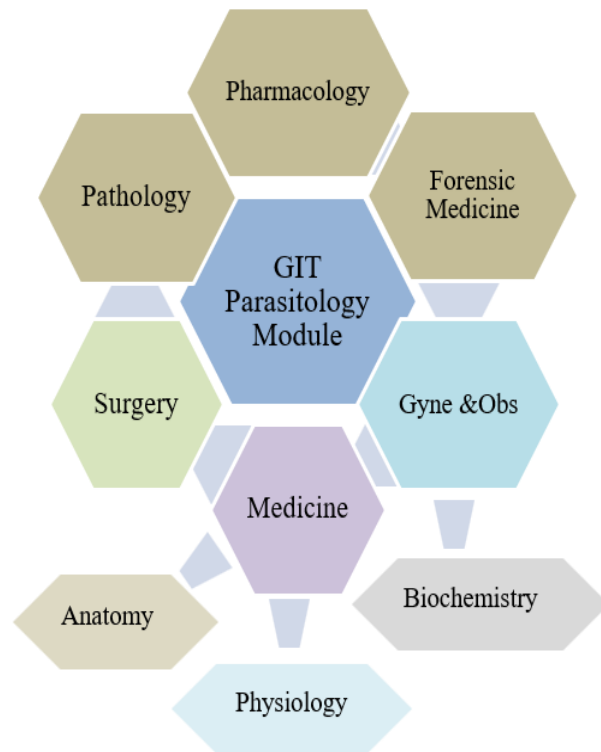 Pharmacology
Pathology
Forensic
Medicine
GIT
Parasitology
Module
Surgery
Gyne &Obs
Medicine
Anatomy
Biochemistry
Physiology